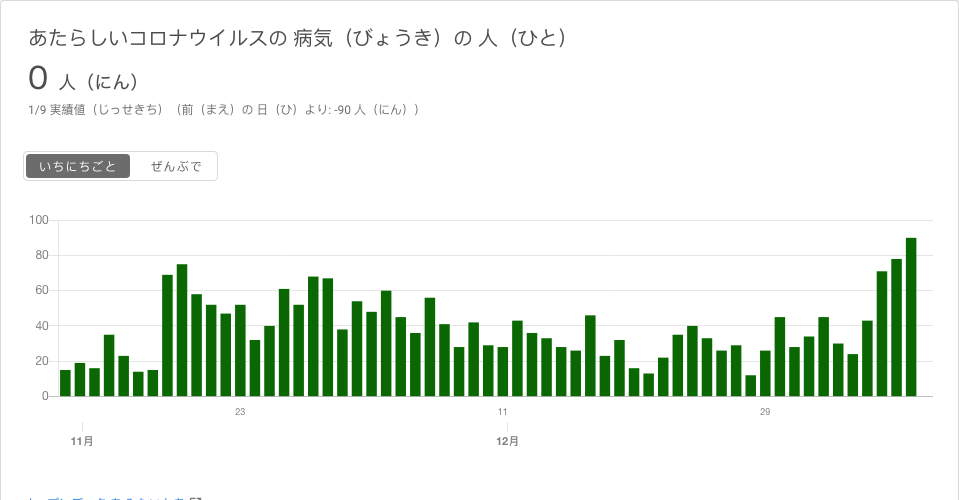 あたらしいコロナウイルスの 病気（びょうき）の 人（ひと）
0 人（にん）
1/9 実績値（じっせきち）（前（まえ）の 日（ひ）より: -90 人（にん））
いちにちごと ぜんぶで
100
80
60
40
20
0
23 11 29
11月 12月